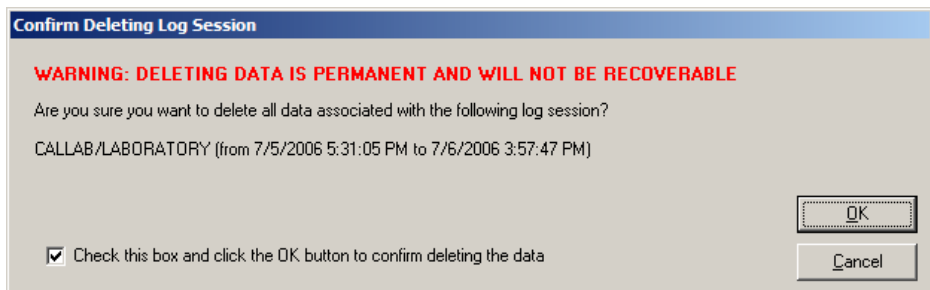 Confirm Deleting Log Session
WARNING: DELETING DATA IS PERMANENT AND WILL NOT BE RECOVERABLE
Are you sure you want to delete all data associated with the following log session?
CALLAB/LABORATORY (from 7/5/2006 5:31:05 PM to 7/6/2006 3:57:47 PM)
OK
Check this box and click the OK button to confirm deleting the data
Cancel